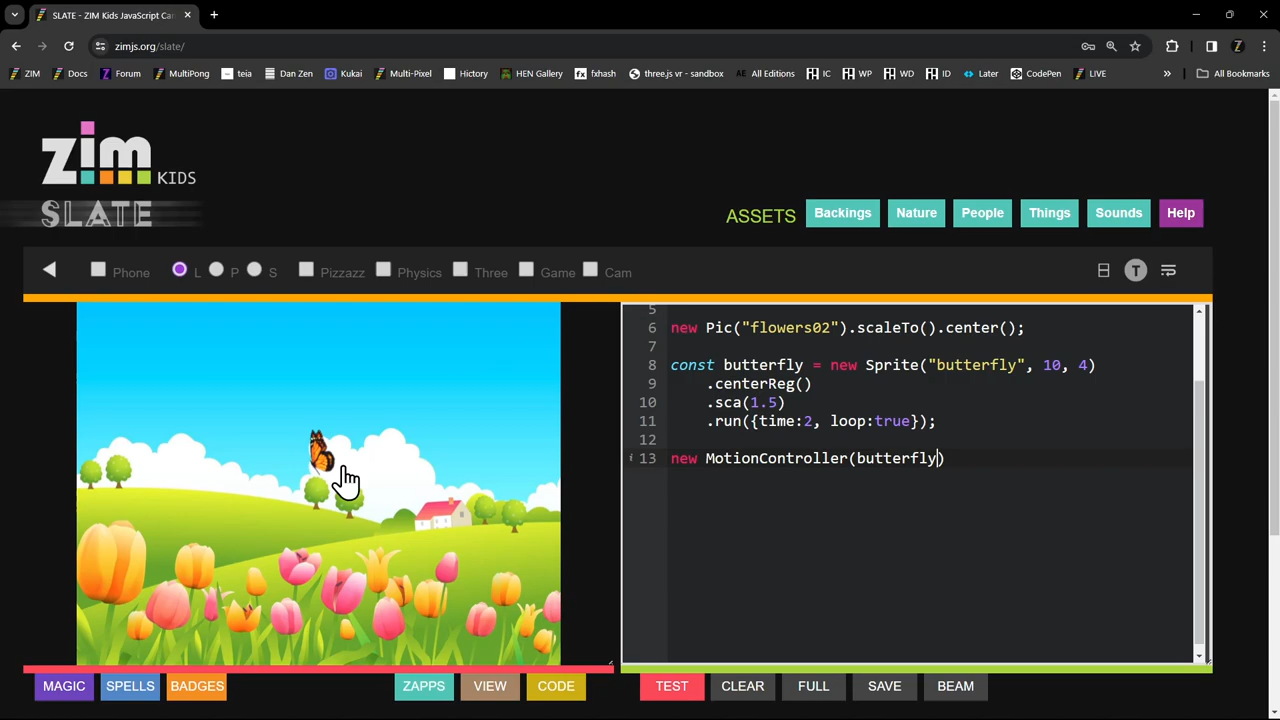 SLATE - ZIM Kids JavaScript Ca
zimjs.org/slate/
ZIM
Docs
Forum
MultiPong
teia
Dan Zen
Kukai
Multi-Pixel
Hictory
HEN Gallery
fxhash
three.js vr - sandbox
AE All Editions
IC
WP
WD
ID
Later
CodePen
LIVE
»
All Bookmarks
zim KIDS
SLATE
ASSETS
Backings
Nature
People
Things
Sounds
Help
Phone
L
P
S
Pizzazz
Physics
Three
Game
Cam
T
5
6 new Pic("flowers02").scaleTo().center();
7
8 const butterfly = new Sprite("butterfly", 10, 4)
9 .centerReg()
10 .sca(1.5)
11 .run({time:2, loop:true});
12
13 new MotionController(butterfly)
MAGIC
SPELLS
BADGES
ZAPPS
VIEW
CODE
TEST
CLEAR
FULL
SAVE
BEAM